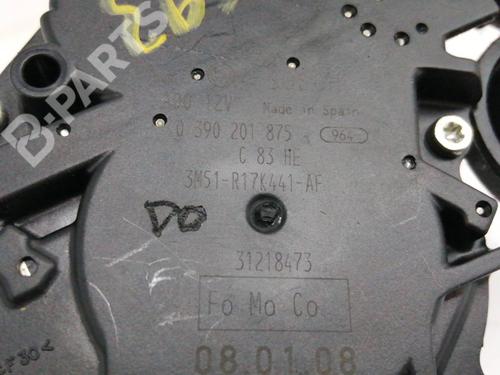 B-PARTS
12V Made in Spain
0 390 201 875 964
C 83 HE
3M51-R17K441-AF
DO
31218473
Fo Mo Co
08.01.08
F30<